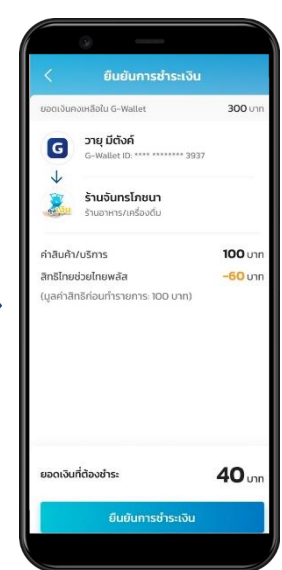 ยืนยันการชำระเงิน
ยอดเงินคงเหลือใน G-Wallet 300 บาท
G วายุ มีตังค์
G-Wallet ID: **** ******** 3937
ร้านจันทรโภชนา
ร้านอาหาร/เครื่องดื่ม
ค่าสินค้า/บริการ 100 บาท
สิทธิไทยช่วยไทยพลัส -60 บาท
(มูลค่าสิทธิก่อนทำรายการ: 100 บาท)
ยอดเงินที่ต้องชำระ 40 บาท
ยืนยันการชำระเงิน